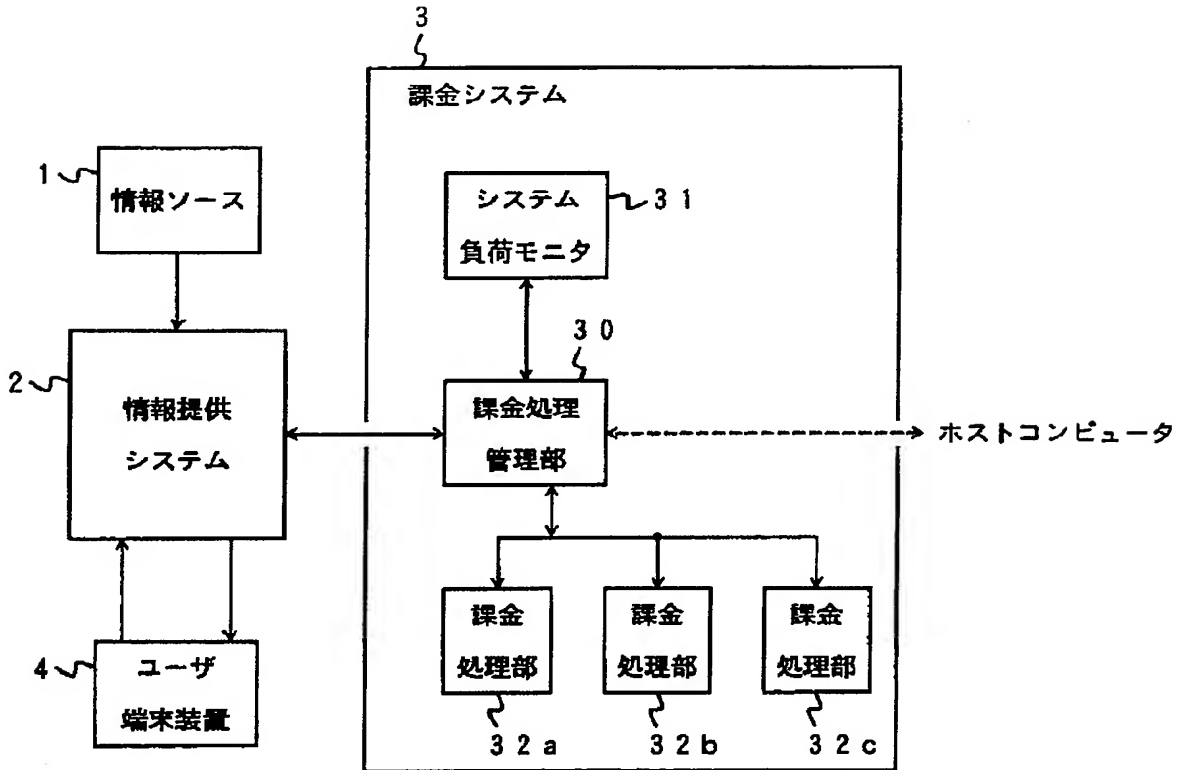 3
課金システム
1
情報ソース
システム
負荷モニタ
31
30
2
情報提供
システム
課金処理
管理部
ホストコンピュータ
課金
処理部
課金
処理部
課金
処理部
4
ユーザ
端末装置
32a
32b
32c